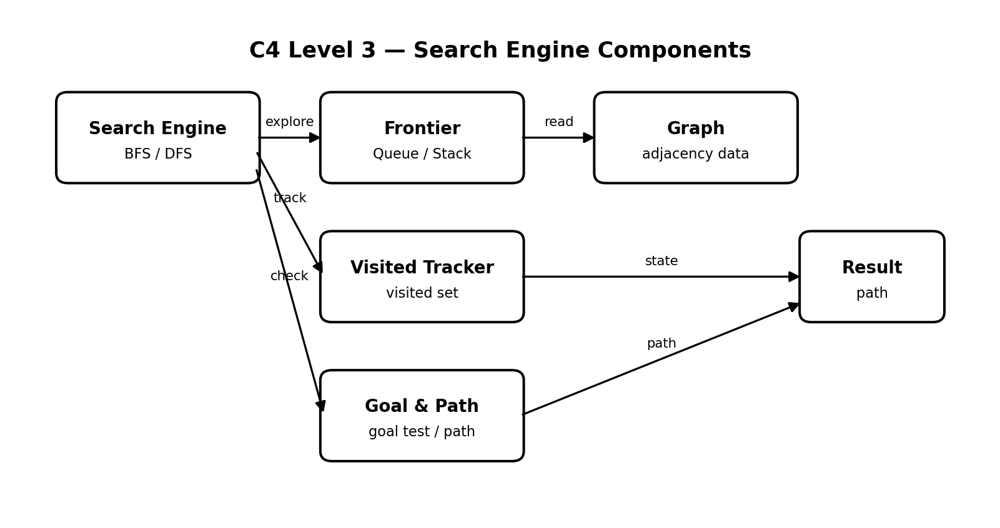 C4 Level 3 — Search Engine Components
Search Engine
BFS / DFS
explore
Frontier
Queue / Stack
read
Graph
adjacency data
track
check
Visited Tracker
visited set
state
Result
path
path
Goal & Path
goal test / path